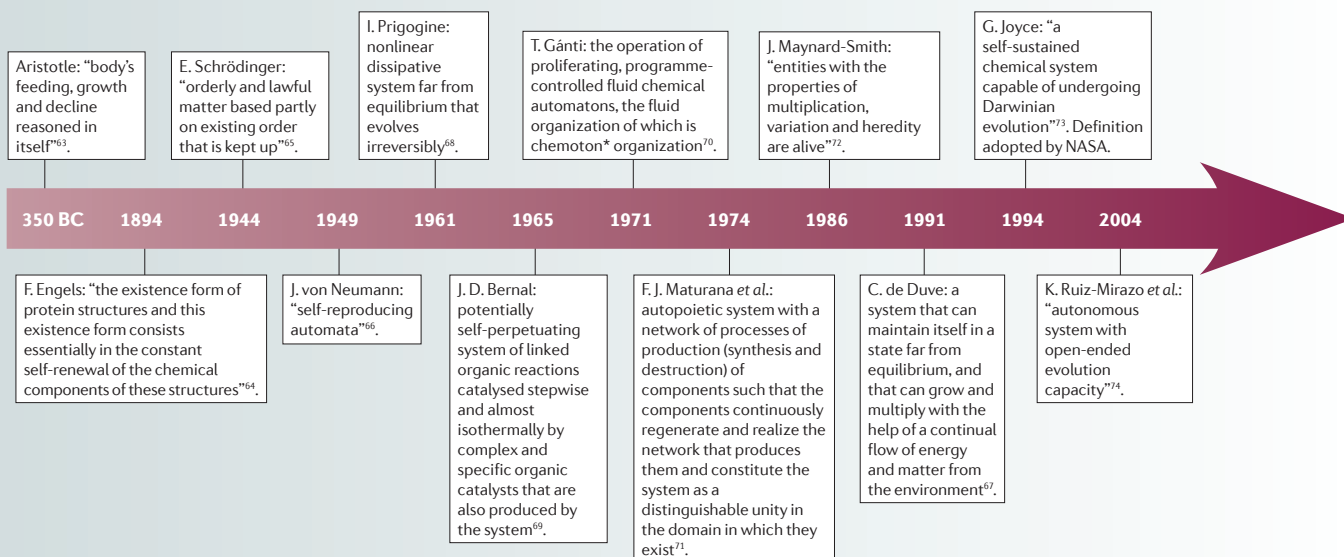 Aristotle: “body’s
feeding, growth
and decline
reasoned in
itself”63.
E. Schrödinger:
“orderly and lawful
matter based partly
on existing order
that is kept up”65.
I. Prigogine:
nonlinear
dissipative
system far from
equilibrium that
evolves
irreversibly68.
T. Gánti: the operation of
proliferating, programme-
controlled fluid chemical
automatons, the fluid
organization of which is
chemoton* organization70.
J. Maynard-Smith:
“entities with the
properties of
multiplication,
variation and heredity
are alive”72.
G. Joyce: “a
self-sustained
chemical system
capable of undergoing
Darwinian
evolution”73. Definition
adopted by NASA.
350 BC 1894 1944 1949 1961 1965 1971 1974 1986 1991 1994 2004
F. Engels: “the existence form of
protein structures and this
existence form consists
essentially in the constant
self-renewal of the chemical
components of these structures”64.
J. von Neumann:
“self-reproducing
automata”66.
J. D. Bernal:
potentially
self-perpetuating
system of linked
organic reactions
catalysed stepwise
and almost
isothermally by
complex and
specific organic
catalysts that are
also produced by
the system69.
F. J. Maturana et al.:
autopoietic system with a
network of processes of
production (synthesis and
destruction) of
components such that the
components continuously
regenerate and realize the
network that produces
them and constitute the
system as a
distinguishable unity in
the domain in which they
exist71.
C. de Duve: a
system that can
maintain itself in a
state far from
equilibrium, and
that can grow and
multiply with the
help of a continual
flow of energy
and matter from
the environment67.
K. Ruiz-Mirazo et al.:
“autonomous
system with
open-ended
evolution
capacity”74.